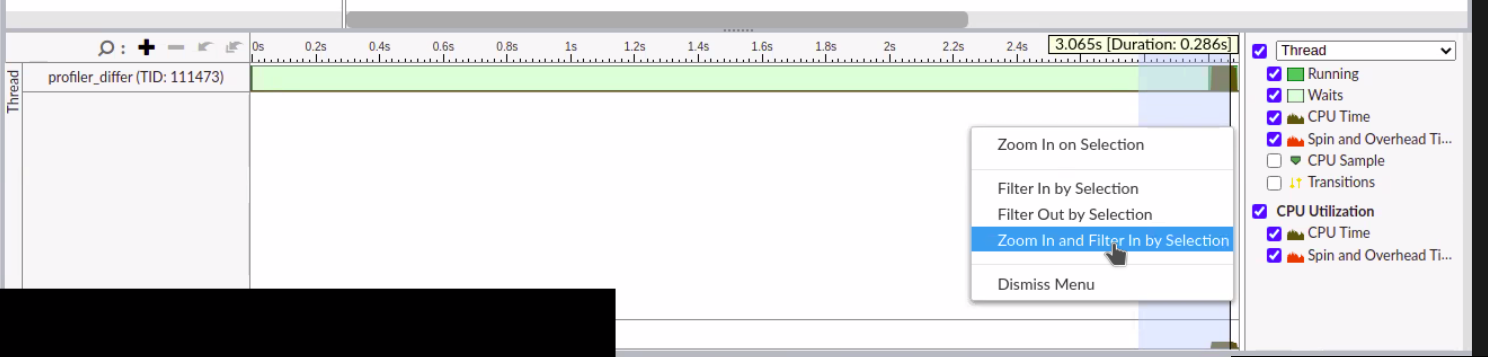 0s 0.2s 0.4s 0.6s 0.8s 1s 1.2s 1.4s 1.6s 1.8s 2s 2.2s 2.4s 3.065s [Duration: 0.286s]
Thread
profiler_differ (TID: 111473)
Zoom In on Selection
Filter In by Selection
Filter Out by Selection
Zoom In and Filter In by Selection
Dismiss Menu
Thread
Running
Waits
CPU Time
Spin and Overhead Ti...
CPU Sample
Transitions
CPU Utilization
CPU Time
Spin and Overhead Ti...